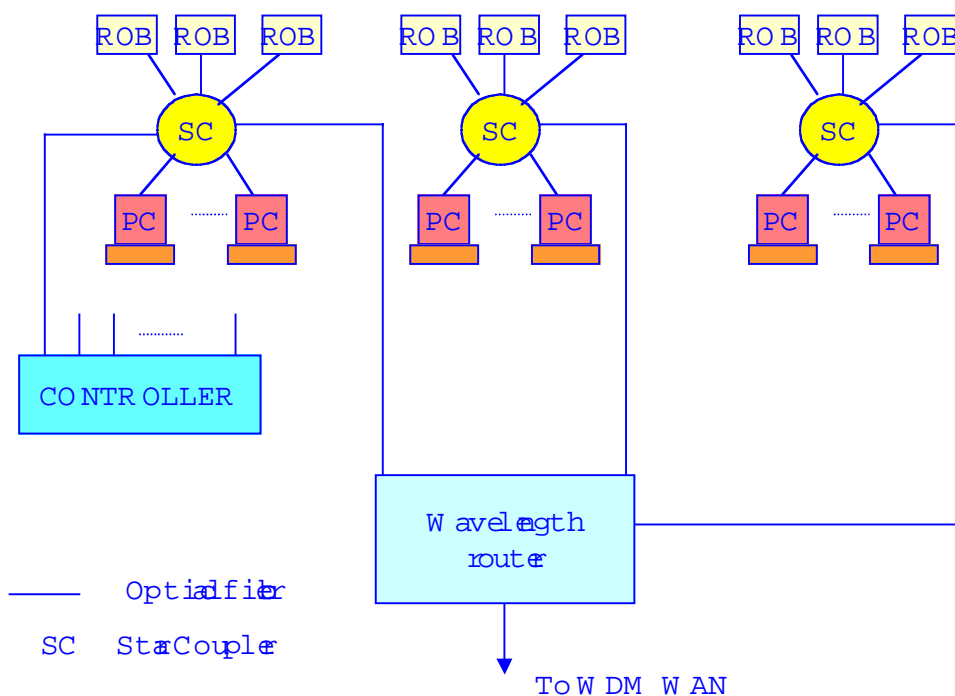 ROB ROB ROB ROB ROB ROB ROB ROB ROB
SC SC SC
PC .......... PC PC .......... PC PC .......... PC
............
CONTROLLER
Wavelength
router
Optical fiber
SC Star Coupler
To WDM WAN